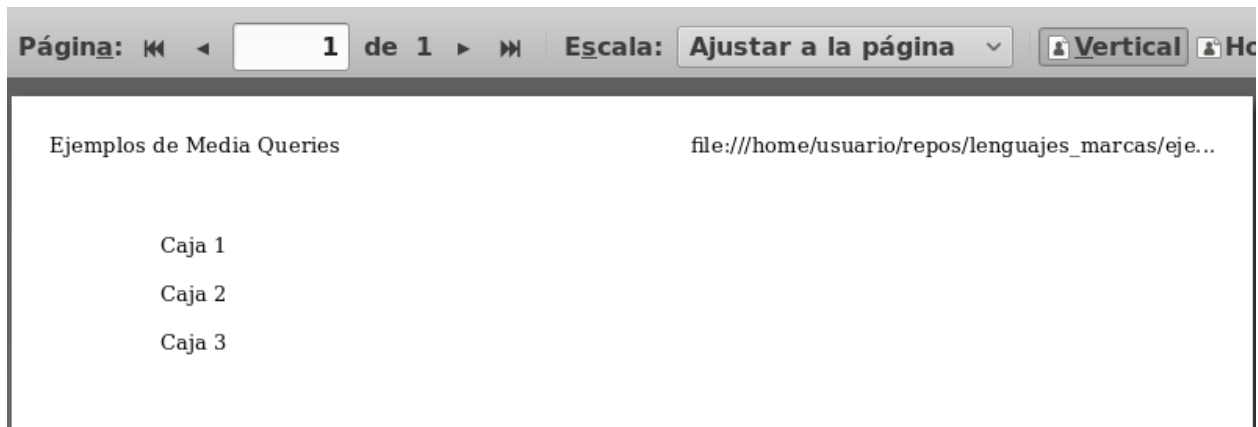 Página: 1 de 1 Escala: Ajustar a la página Vertical Ho
Ejemplos de Media Queries file:///home/usuario/repos/lenguajes_marcas/eje...
Caja 1
Caja 2
Caja 3